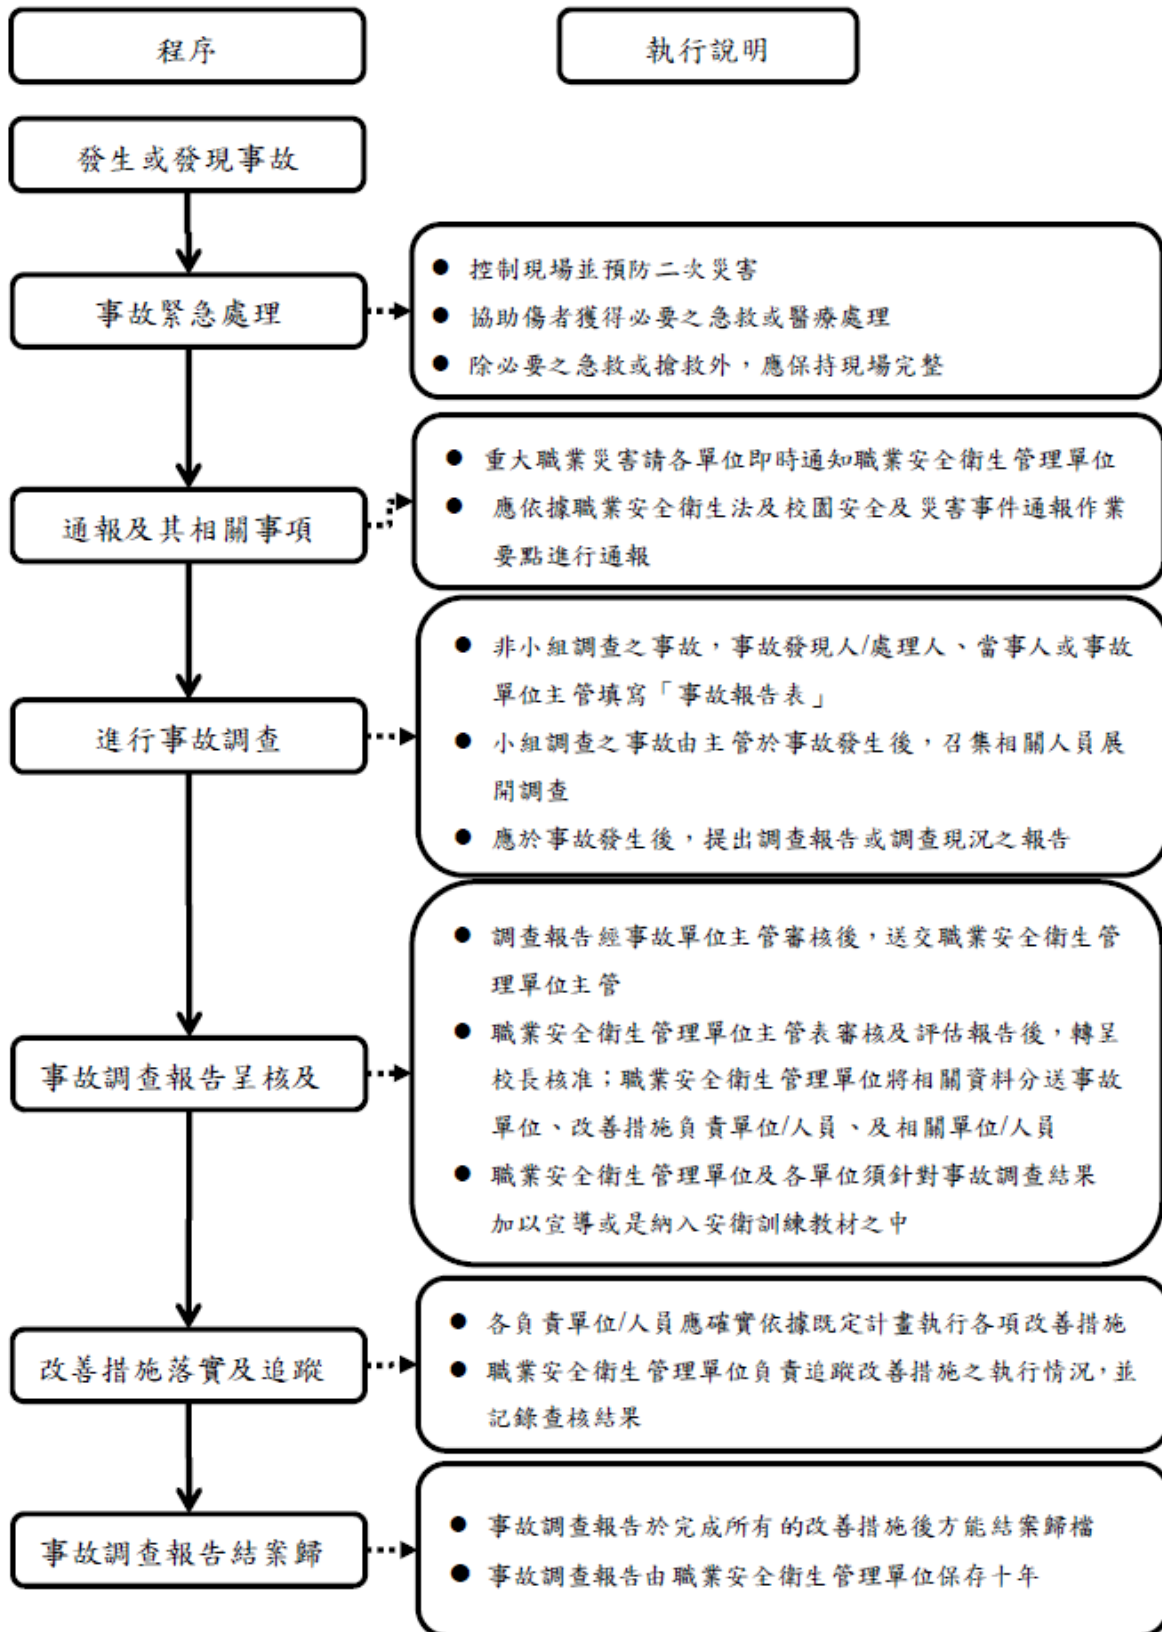 程序
執行說明
發生或發現事故
事故緊急處理
● 控制現場並預防二次災害
● 協助傷者獲得必要之急救或醫療處理
● 除必要之急救或搶救外，應保持現場完整
通報及其相關事項
● 重大職業災害請各單位即時通知職業安全衛生管理單位
● 應依據職業安全衛生法及校園安全及災害事件通報作業
要點進行通報
進行事故調查
● 非小組調查之事故，事故發現人/處理人、當事人或事故
單位主管填寫「事故報告表」
● 小組調查之事故由主管於事故發生後，召集相關人員展
開調查
● 應於事故發生後，提出調查報告或調查現況之報告
事故調查報告呈核及
● 調查報告經事故單位主管審核後，送交職業安全衛生管
理單位主管
● 職業安全衛生管理單位主管表審核及評估報告後，轉呈
校長核准；職業安全衛生管理單位將相關資料分送事故
單位、改善措施負責單位/人員、及相關單位/人員
● 職業安全衛生管理單位及各單位須針對事故調查結果
加以宣導或是納入安衛訓練教材之中
改善措施落實及追蹤
● 各負責單位/人員應確實依據既定計畫執行各項改善措施
● 職業安全衛生管理單位負責追蹤改善措施之執行情況，並
記錄查核結果
事故調查報告結案歸
● 事故調查報告於完成所有的改善措施後方能結案歸檔
● 事故調查報告由職業安全衛生管理單位保存十年